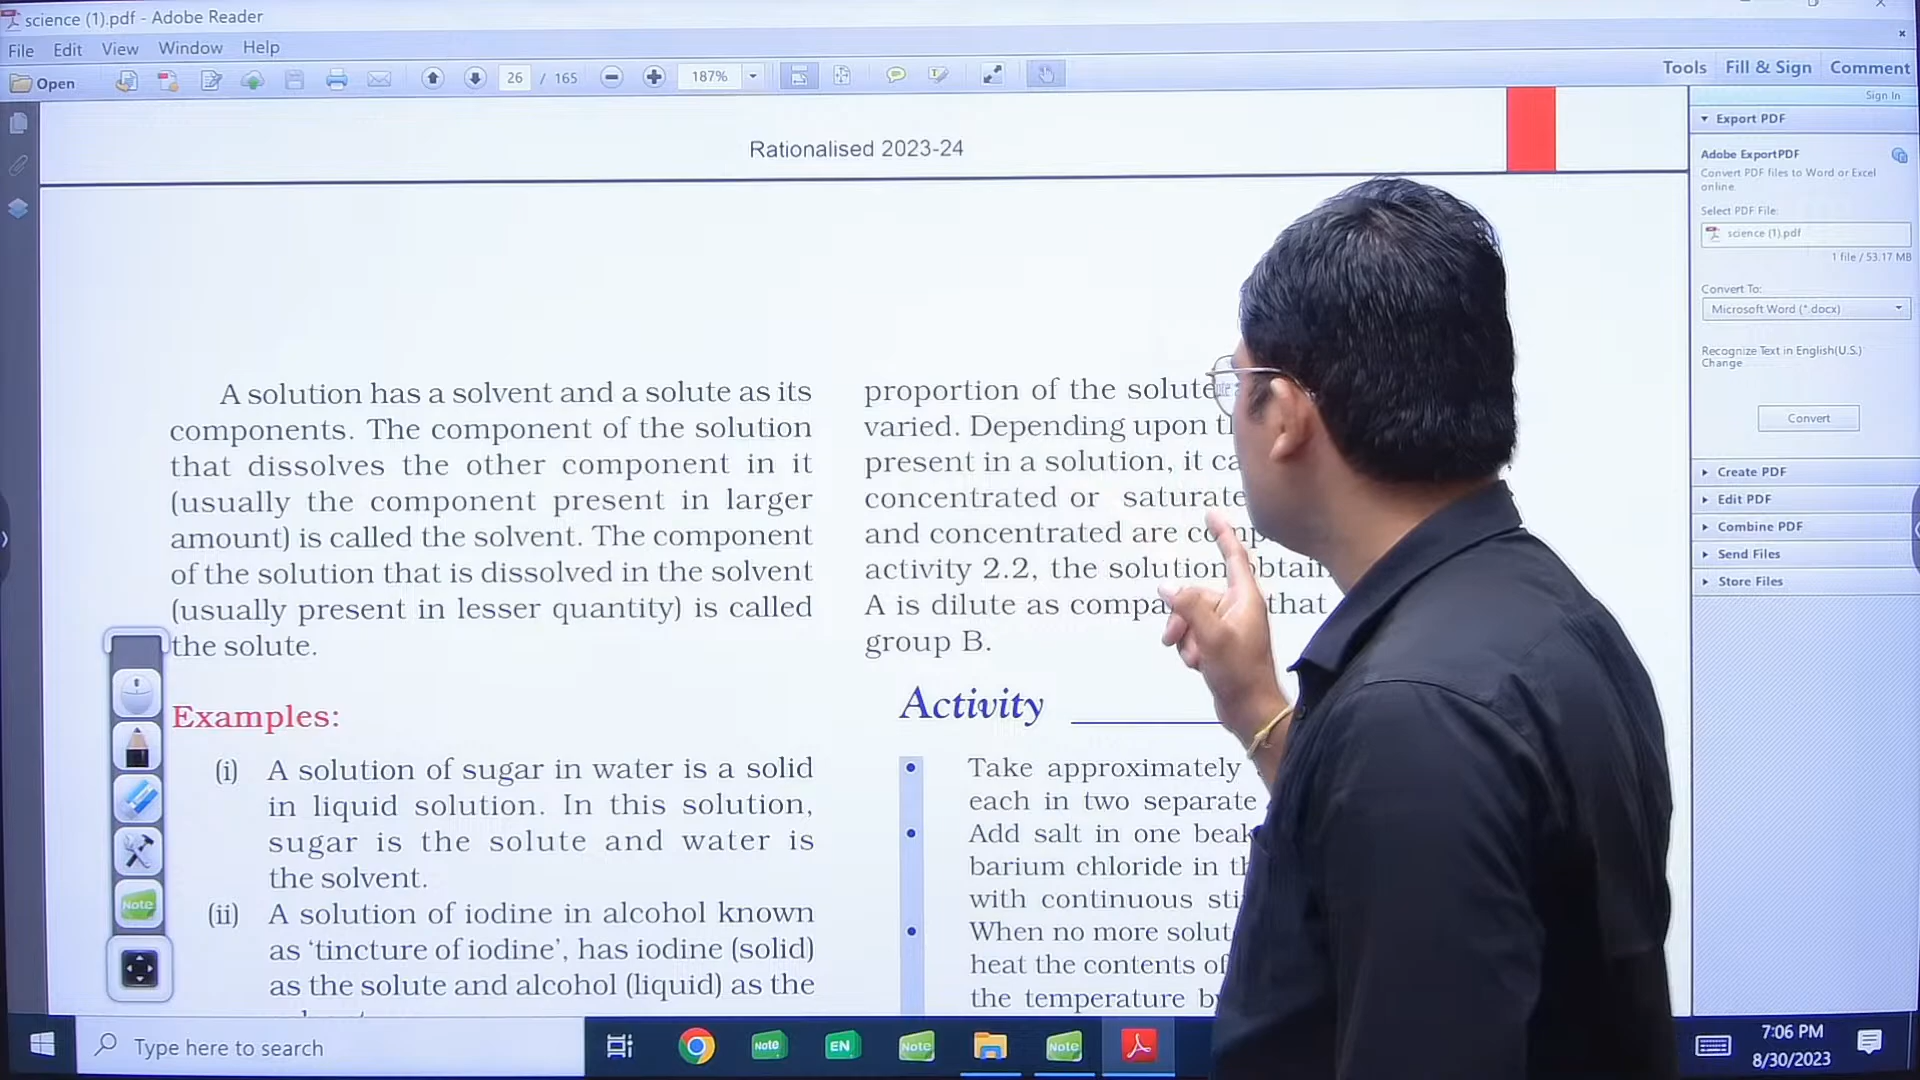 science (1).pdf - Adobe Reader
File Edit View Window Help
Open 26 / 165 187% Tools Fill & Sign Comment
Sign In
Rationalised 2023-24
A solution has a solvent and a solute as its
components. The component of the solution
that dissolves the other component in it
(usually the component present in larger
amount) is called the solvent. The component
of the solution that is dissolved in the solvent
(usually present in lesser quantity) is called
the solute.
Examples:
(i) A solution of sugar in water is a solid
in liquid solution. In this solution,
sugar is the solute and water is
the solvent.
(ii) A solution of iodine in alcohol known
as ‘tincture of iodine’, has iodine (solid)
as the solute and alcohol (liquid) as the
proportion of the solute
varied. Depending upon
present in a solution, it
concentrated or
and concentrated are
activity 2.2, the solution
A is dilute as that
group B.
Activity
• Take approximately
each in two separate
• Add salt in one
barium chloride in
with continuous
• When no more
heat the contents of
the temperature
Export PDF
Adobe ExportPDF
Convert PDF files to Word or Excel
online.
Select PDF File:
science (1).pdf
1 file / 53.17 MB
Convert To:
Microsoft Word (*.docx)
Recognize Text in English(U.S.)
Change
Convert
Create PDF
Edit PDF
Combine PDF
Send Files
Store Files
Note
Type here to search
Note EN Note Note
7:06 PM
8/30/2023